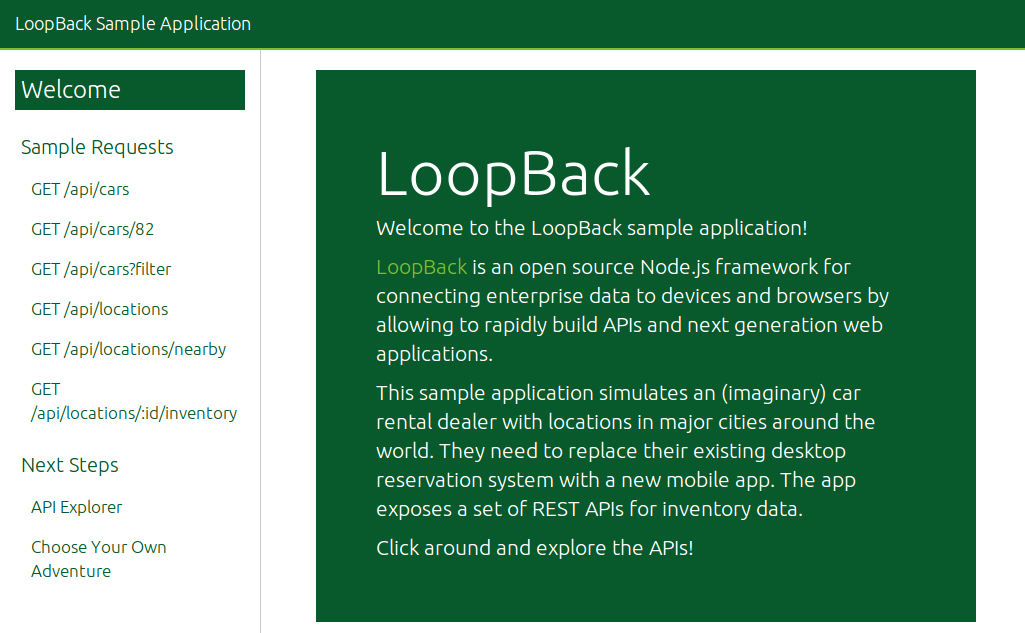 LoopBack Sample Application
Welcome
Sample Requests
GET /api/cars
GET /api/cars/82
GET /api/cars?filter
GET /api/locations
GET /api/locations/nearby
GET
/api/locations/:id/inventory
Next Steps
API Explorer
Choose Your Own
Adventure
LoopBack
Welcome to the LoopBack sample application!
LoopBack is an open source Node.js framework for
connecting enterprise data to devices and browsers by
allowing to rapidly build APIs and next generation web
applications.
This sample application simulates an (imaginary) car
rental dealer with locations in major cities around the
world. They need to replace their existing desktop
reservation system with a new mobile app. The app
exposes a set of REST APIs for inventory data.
Click around and explore the APIs!